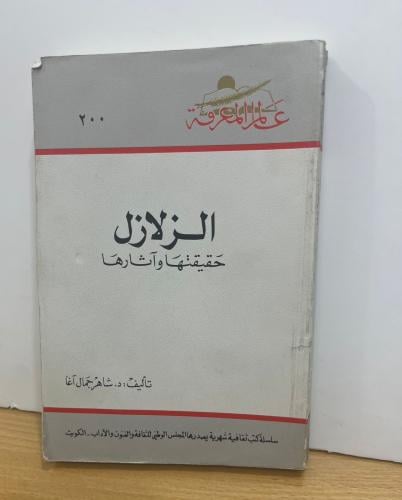 عالم المعرفة
٢٠٠
الزلازل
حقيقتها وآثارها
تأليف: د. شاهر جمال آغا
سلسلة كتب ثقافية شهرية يصدرها المجلس الوطني للثقافة والفنون والآداب - الكويت